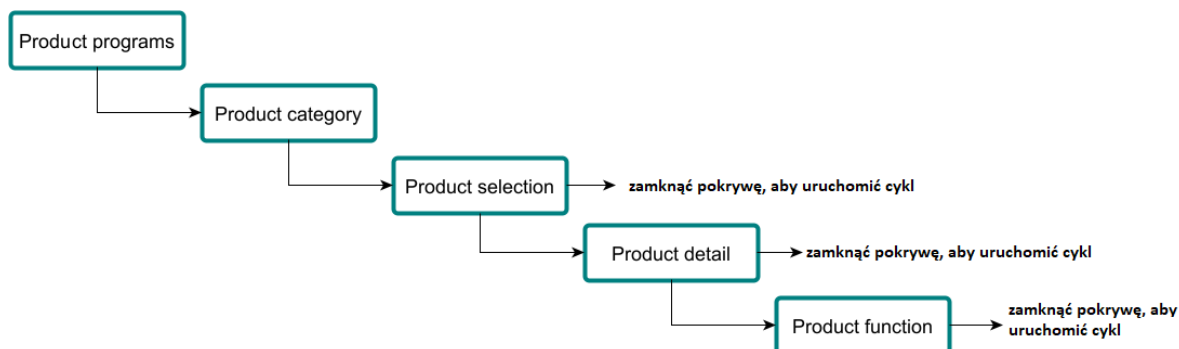 Product programs
Product category
Product selection
zamknąć pokrywę, aby uruchomić cykl
Product detail
zamknąć pokrywę, aby uruchomić cykl
Product function
zamknąć pokrywę, aby
uruchomić cykl